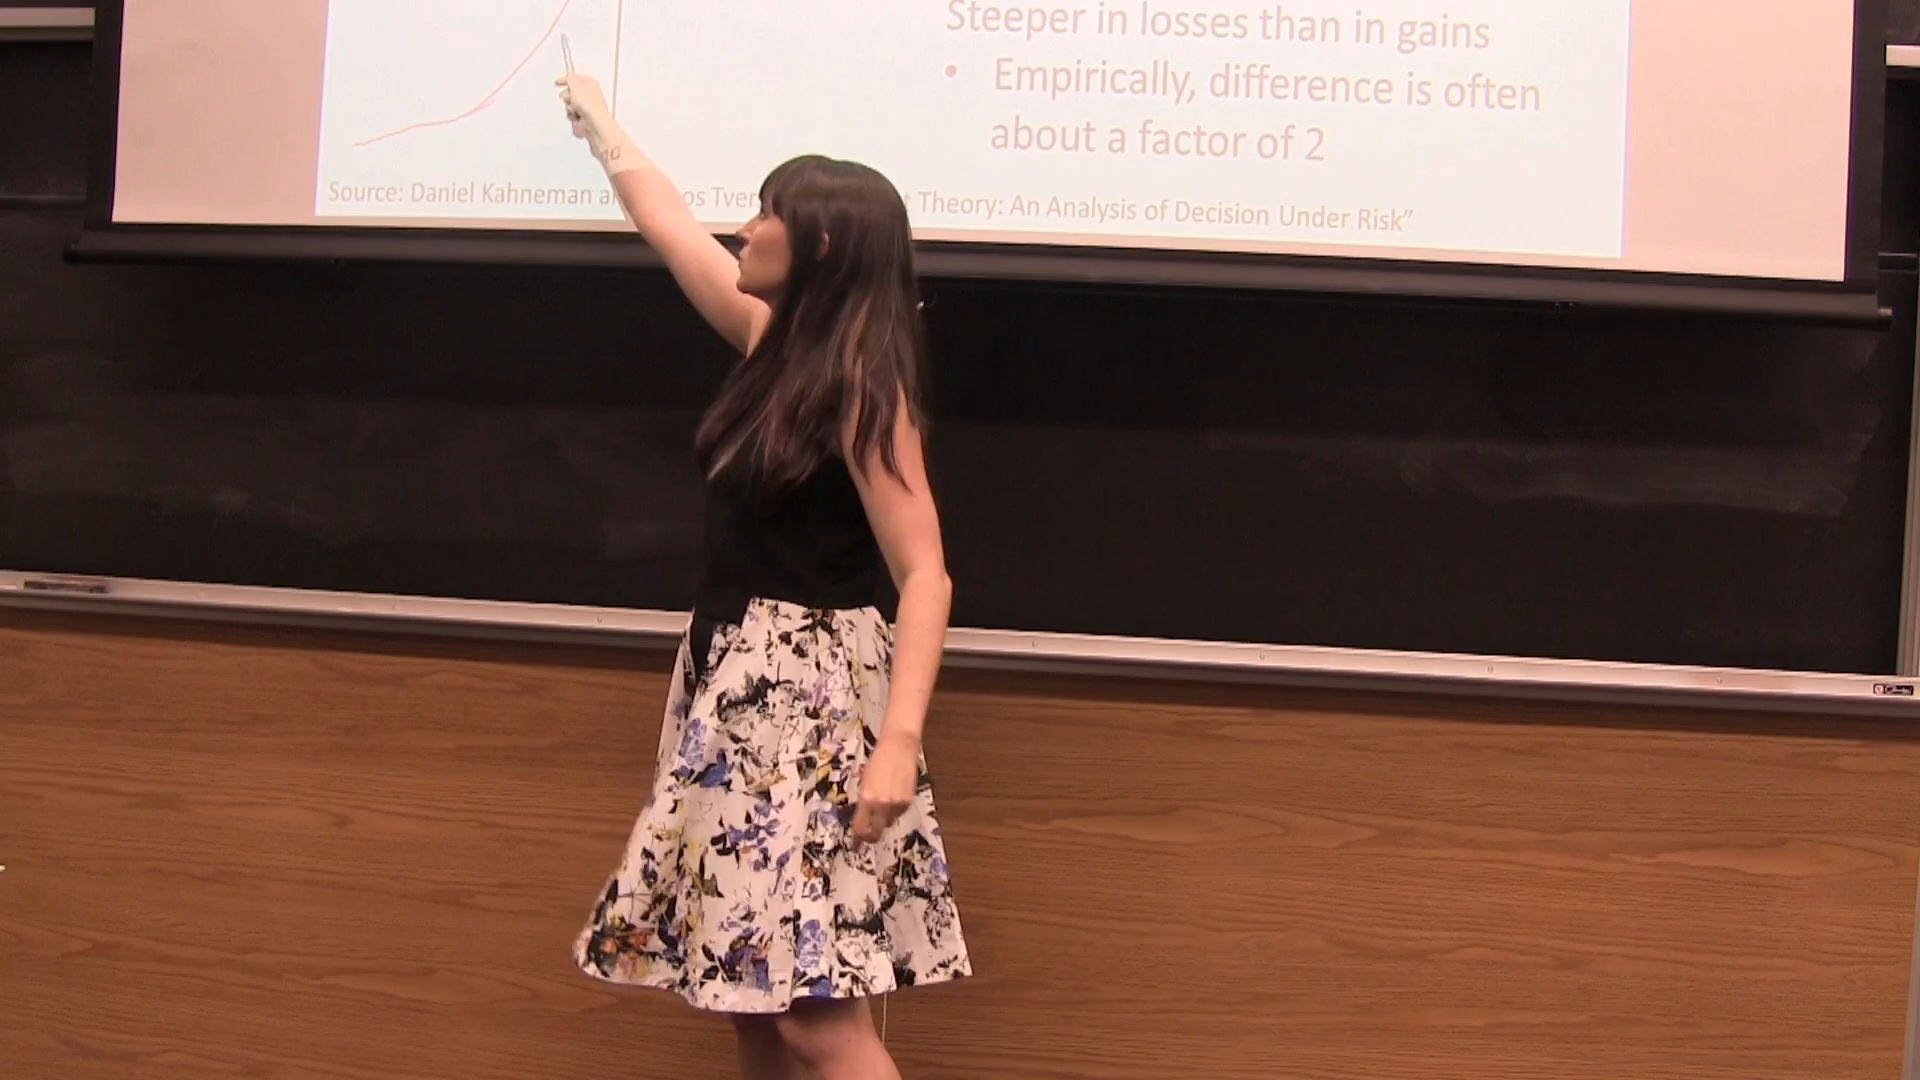 Steeper in losses than in gains
• Empirically, difference is often
about a factor of 2
Source: Daniel Kahneman Theory: An Analysis of Decision Under Risk”